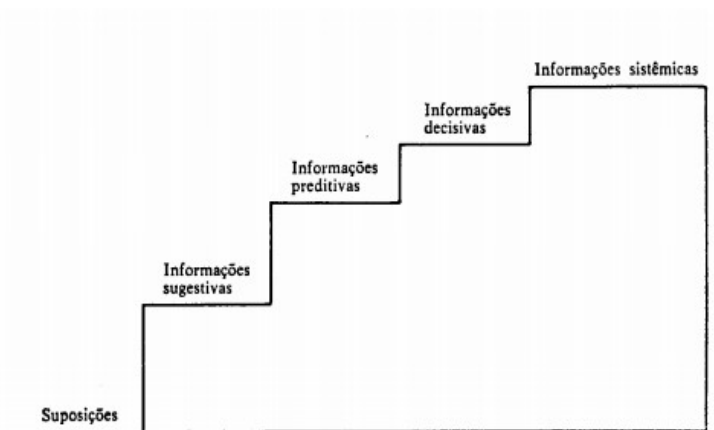 Informações sistêmicas
Informações
decisivas
Informações
preditivas
Informações
sugestivas
Suposições